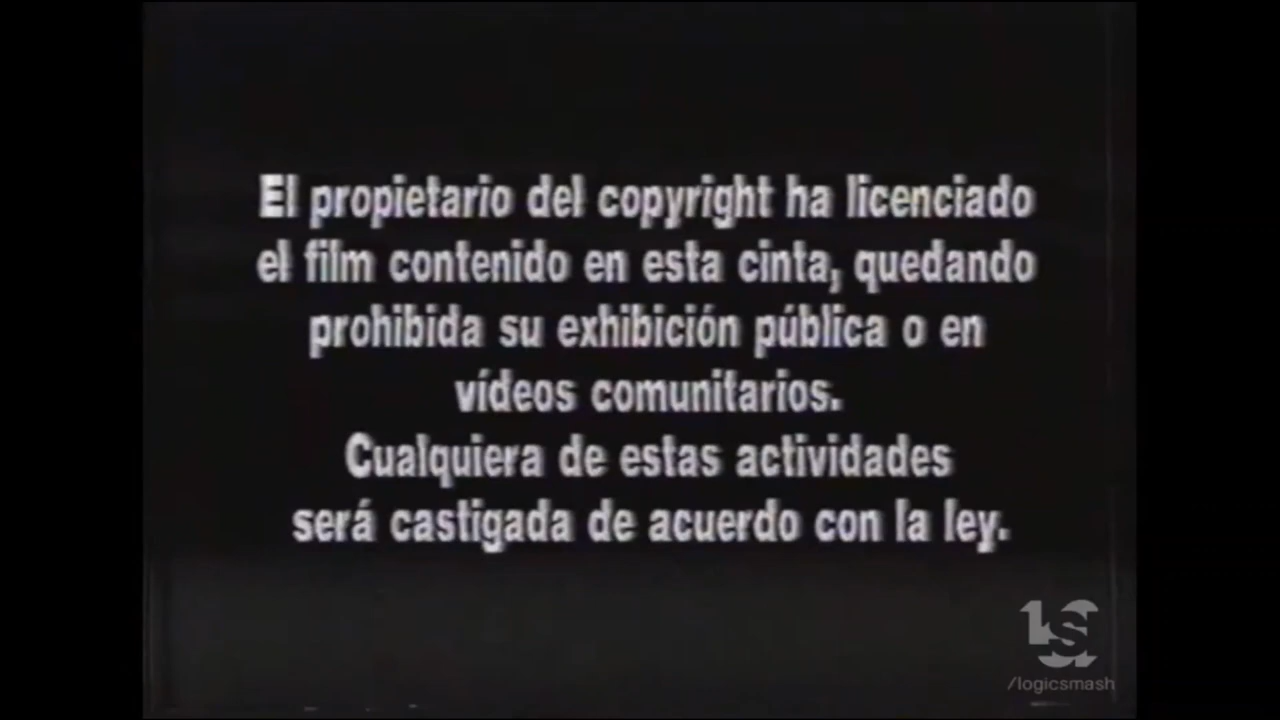 El propietario del copyright ha licenciado
el film contenido en esta cinta, quedando
prohibida su exhibición pública o en
vídeos comunitarios.
Cualquiera de estas actividades
será castigada de acuerdo con la ley.
LS
/logicsmash